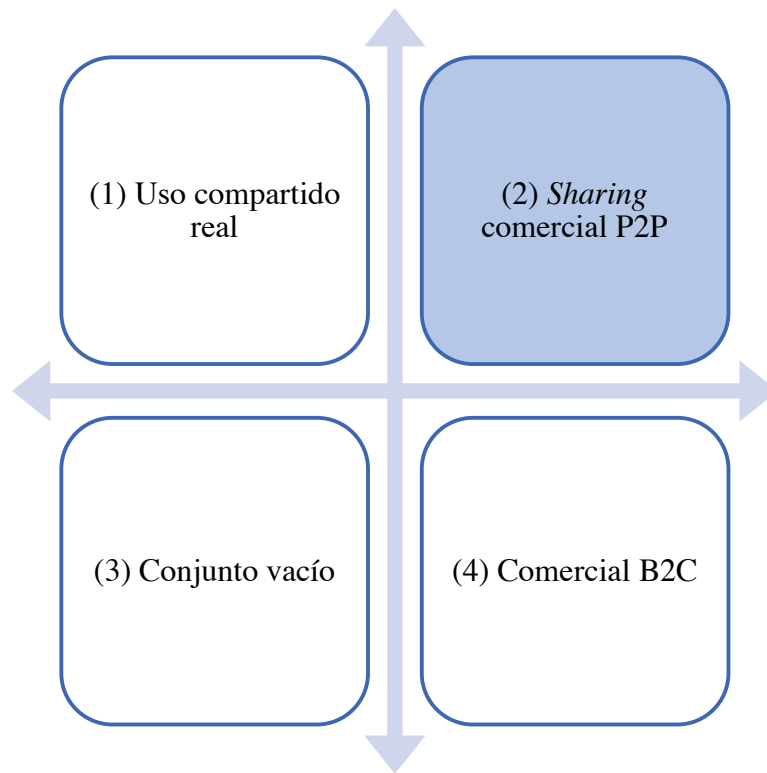 (1) Uso compartido
real
(2) Sharing
comercial P2P
(3) Conjunto vacío
(4) Comercial B2C